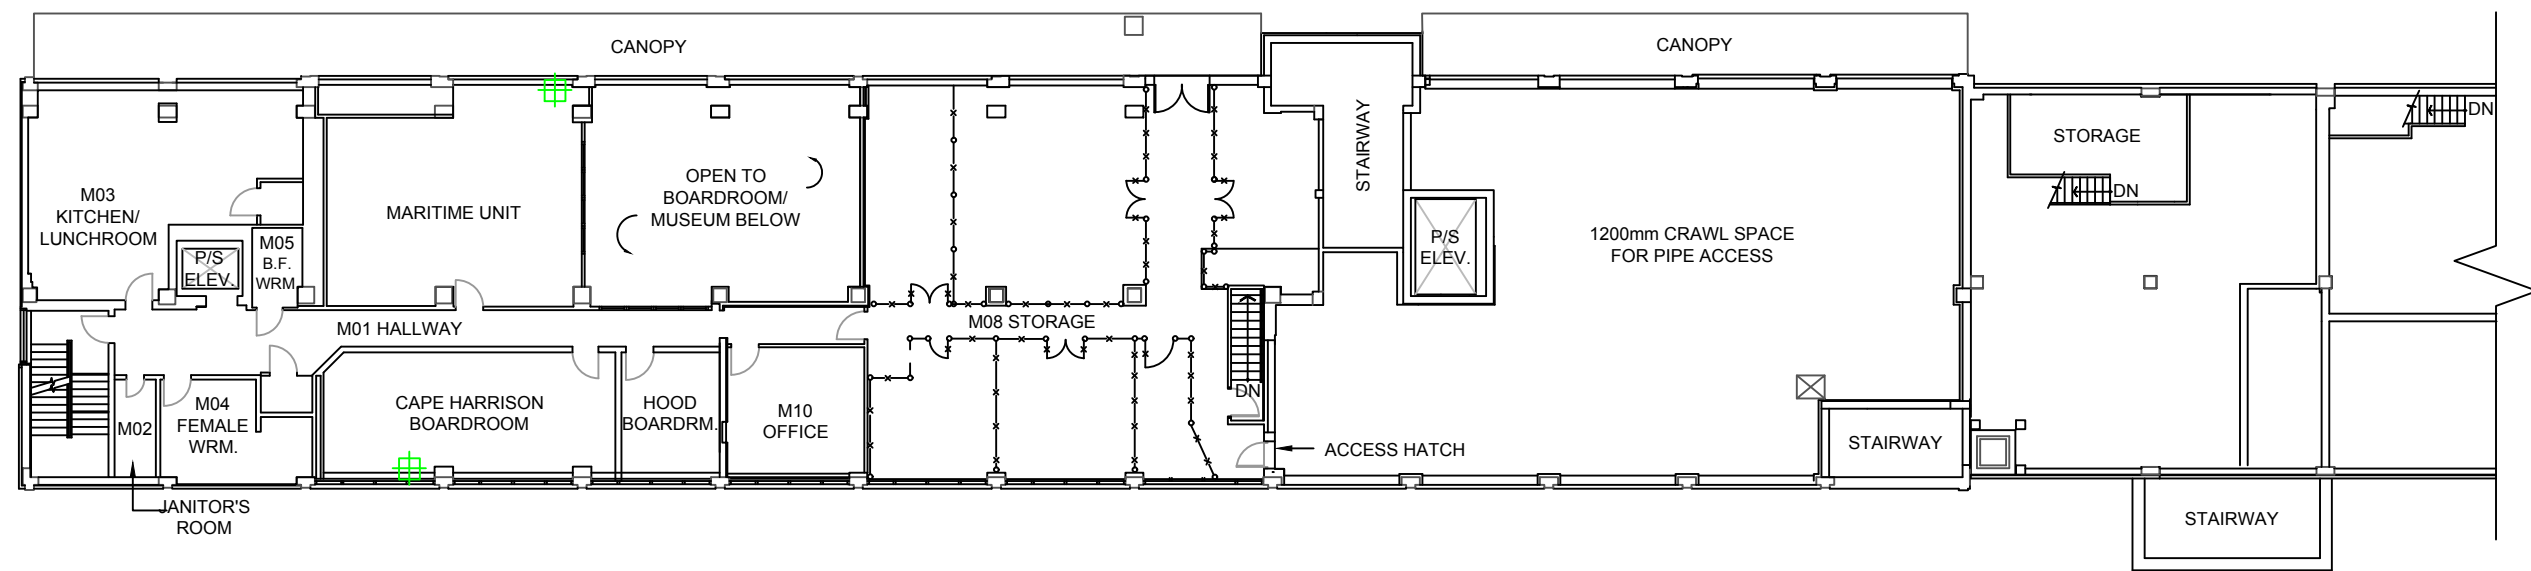 CANOPY
CANOPY
M03
KITCHEN/
LUNCHROOM
P/S
ELEV.
M05
B.F.
WRM
MARITIME UNIT
OPEN TO
BOARDROOM/
MUSEUM BELOW
STAIRWAY
P/S
ELEV.
1200mm CRAWL SPACE
FOR PIPE ACCESS
STORAGE
DN
DN
M01 HALLWAY
M08 STORAGE
DN
M02
M04
FEMALE
WRM.
CAPE HARRISON
BOARDROOM
HOOD
BOARDRM.
M10
OFFICE
ACCESS HATCH
STAIRWAY
JANITOR'S
ROOM
STAIRWAY